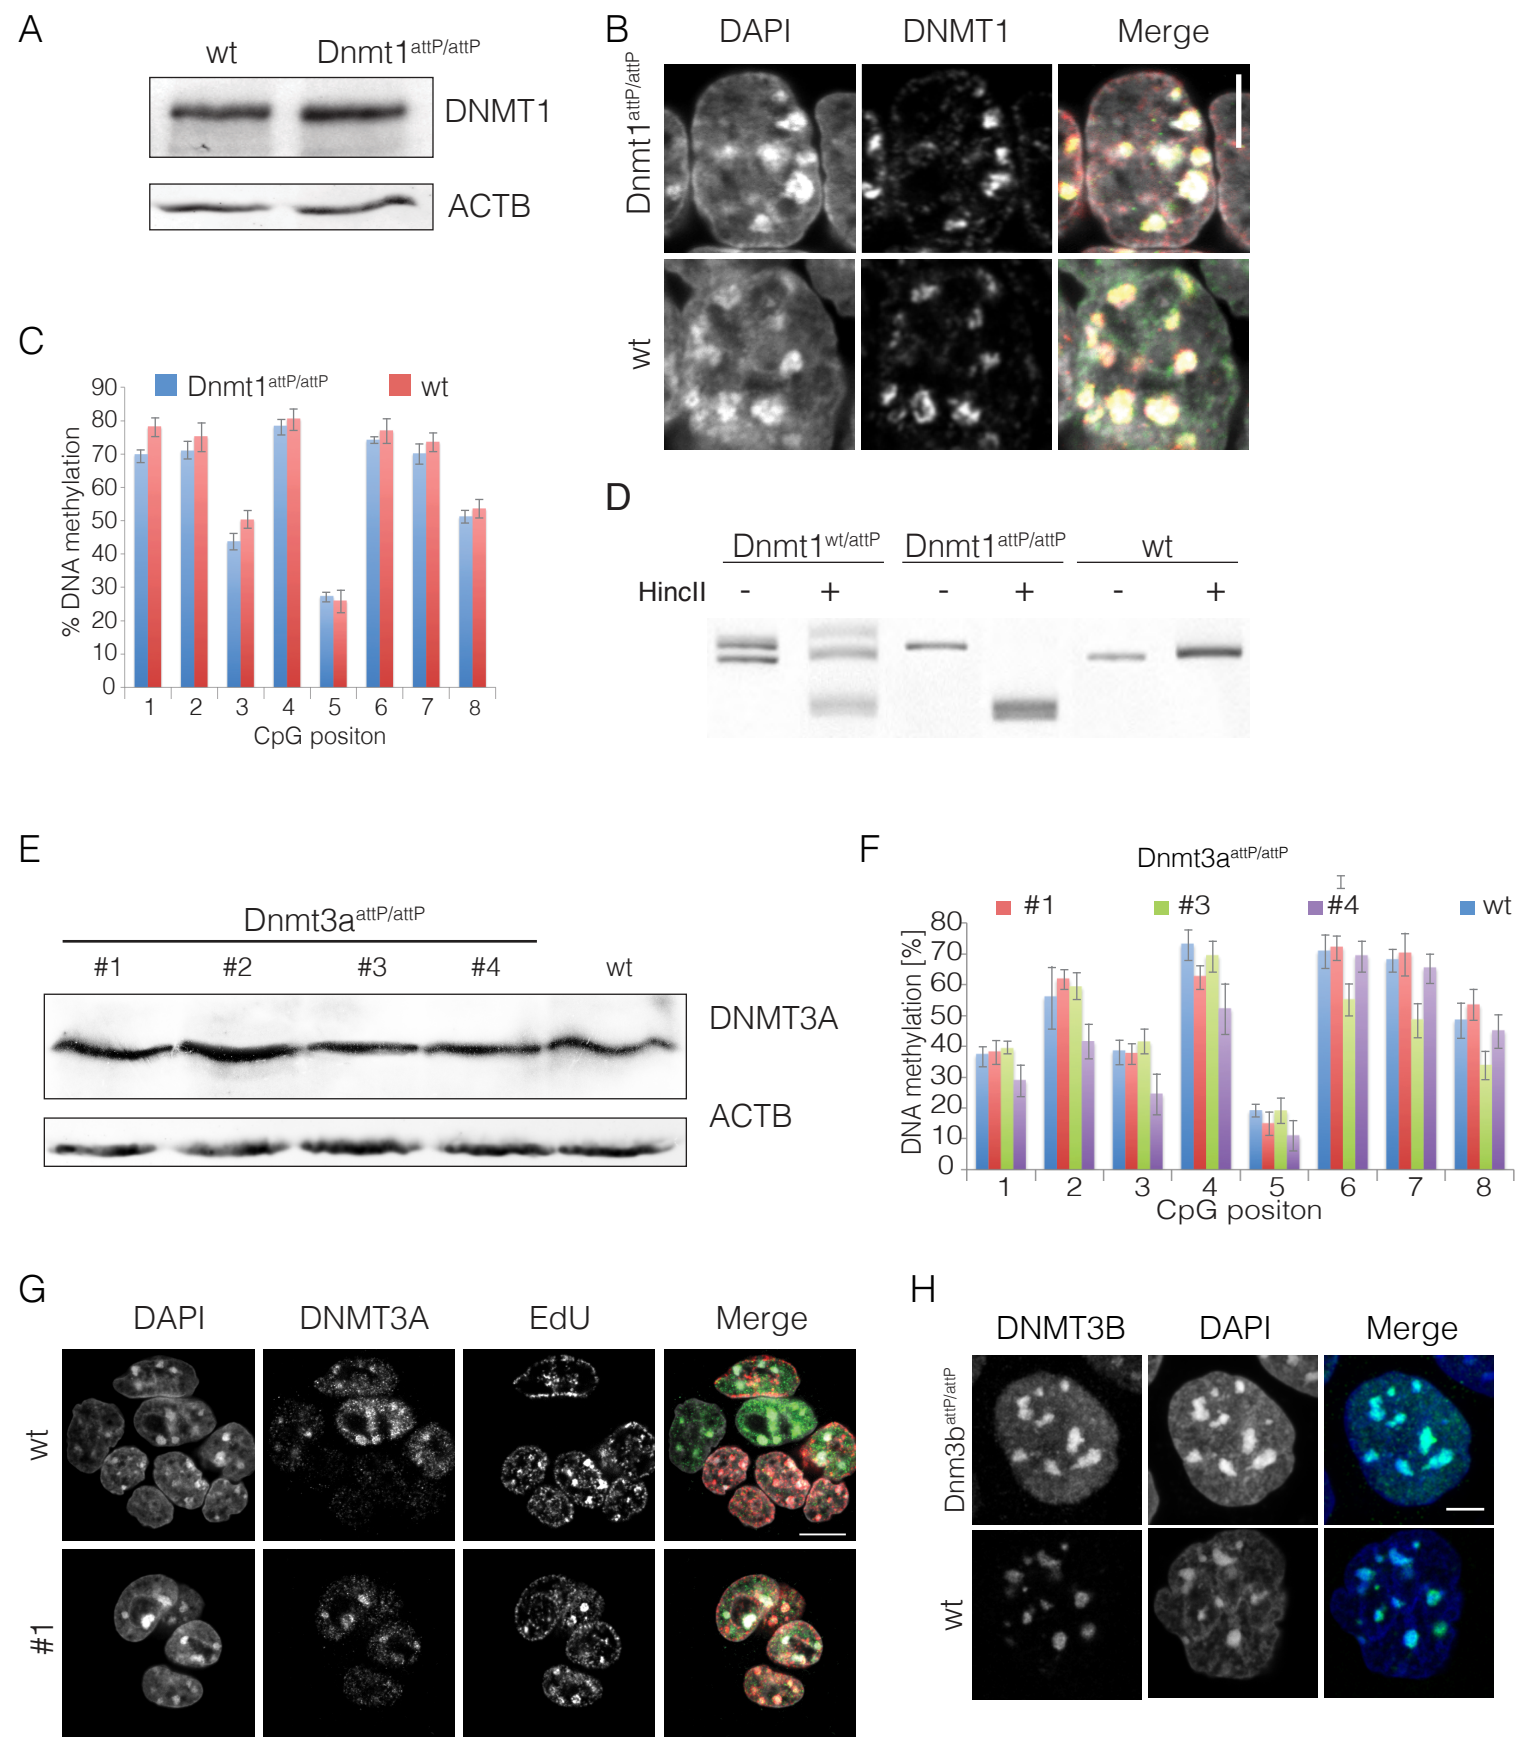 A
wt Dnmt1attP/attP
DNMT1
ACTB
B
DAPI DNMT1 Merge
Dnmt1attP/attP
wt
C
Dnmt1attP/attP wt
% DNA methylation
90
80
70
60
50
40
30
20
10
0
1 2 3 4 5 6 7 8
CpG positon
D
Dnmt1wt/attP Dnmt1attP/attP wt
HincII - + - + - +
E
Dnmt3aattP/attP
#1 #2 #3 #4 wt
DNMT3A
ACTB
F
Dnmt3aattP/attP
#1 #3 #4 wt
DNA methylation [%]
80
70
60
50
40
30
20
10
0
1 2 3 4 5 6 7 8
CpG positon
G
DAPI DNMT3A EdU Merge
wt
#1
H
DNMT3B DAPI Merge
Dnm3battP/attP
wt